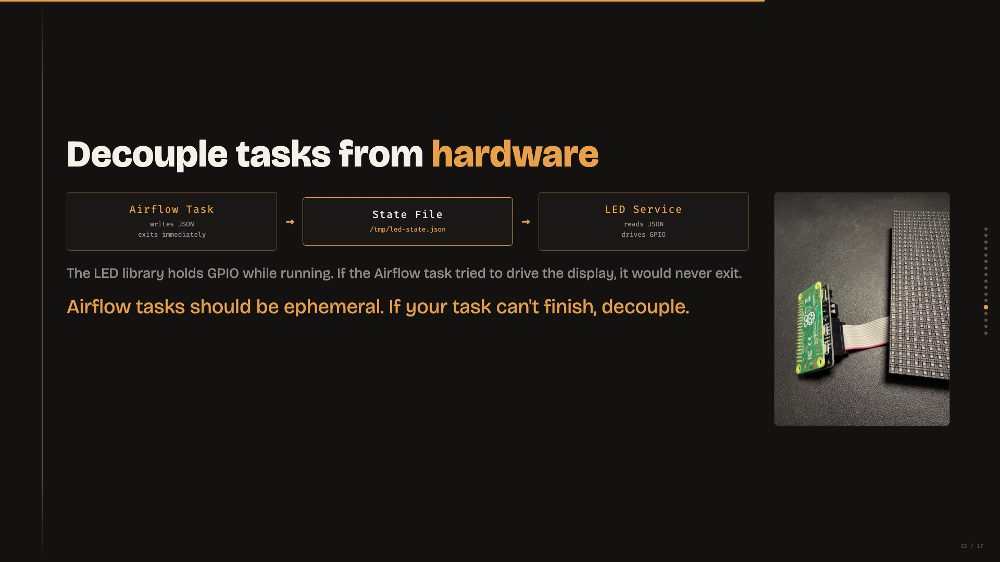 Decouple tasks from hardware
Airflow Task
writes JSON
exits immediately
→
State File
/tmp/led-state.json
→
LED Service
reads JSON
drives GPIO
The LED library holds GPIO while running. If the Airflow task tried to drive the display, it would never exit.
Airflow tasks should be ephemeral. If your task can't finish, decouple.
13 / 17